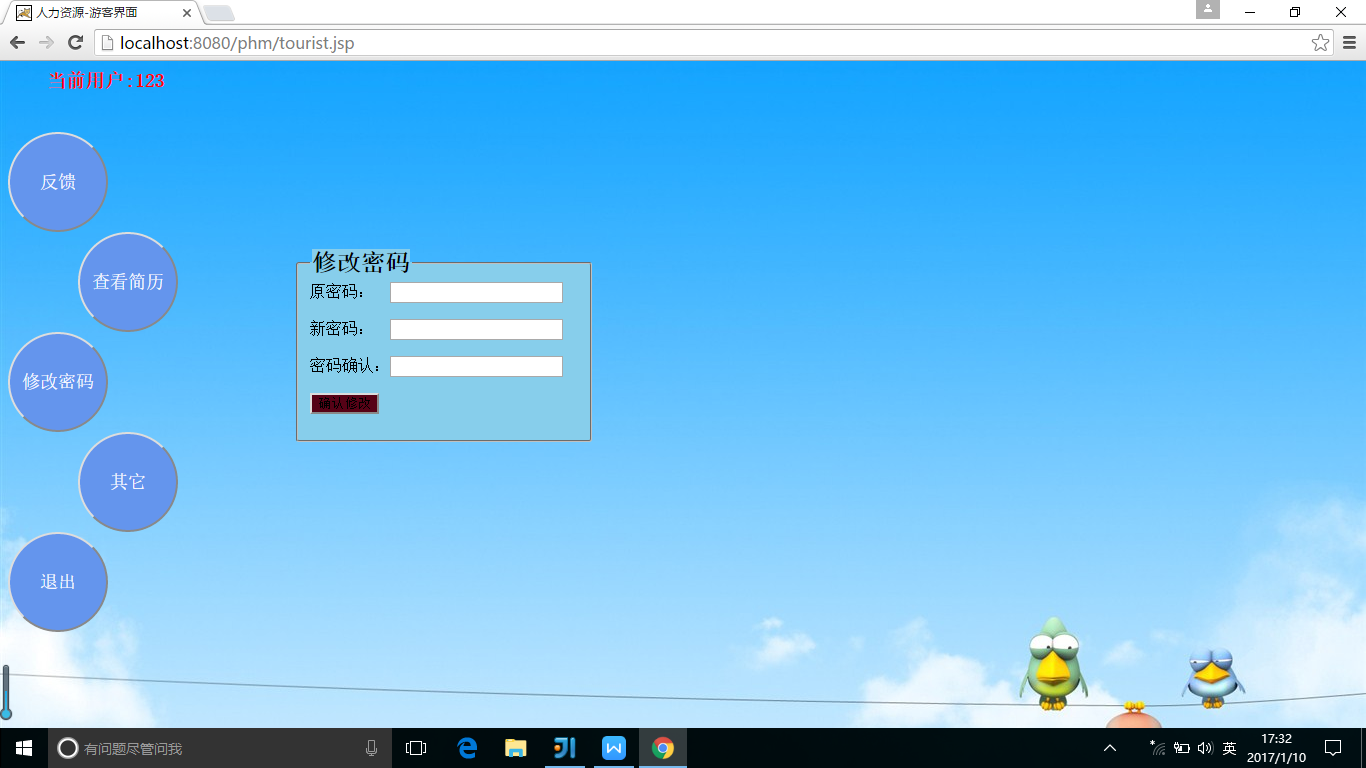 人力资源-游客界面
localhost:8080/phm/tourist.jsp
当前用户:123
反馈
查看简历
修改密码
其它
退出
修改密码
原密码：
新密码：
密码确认：
确认修改
有问题尽管问我
英
17:32
2017/1/10